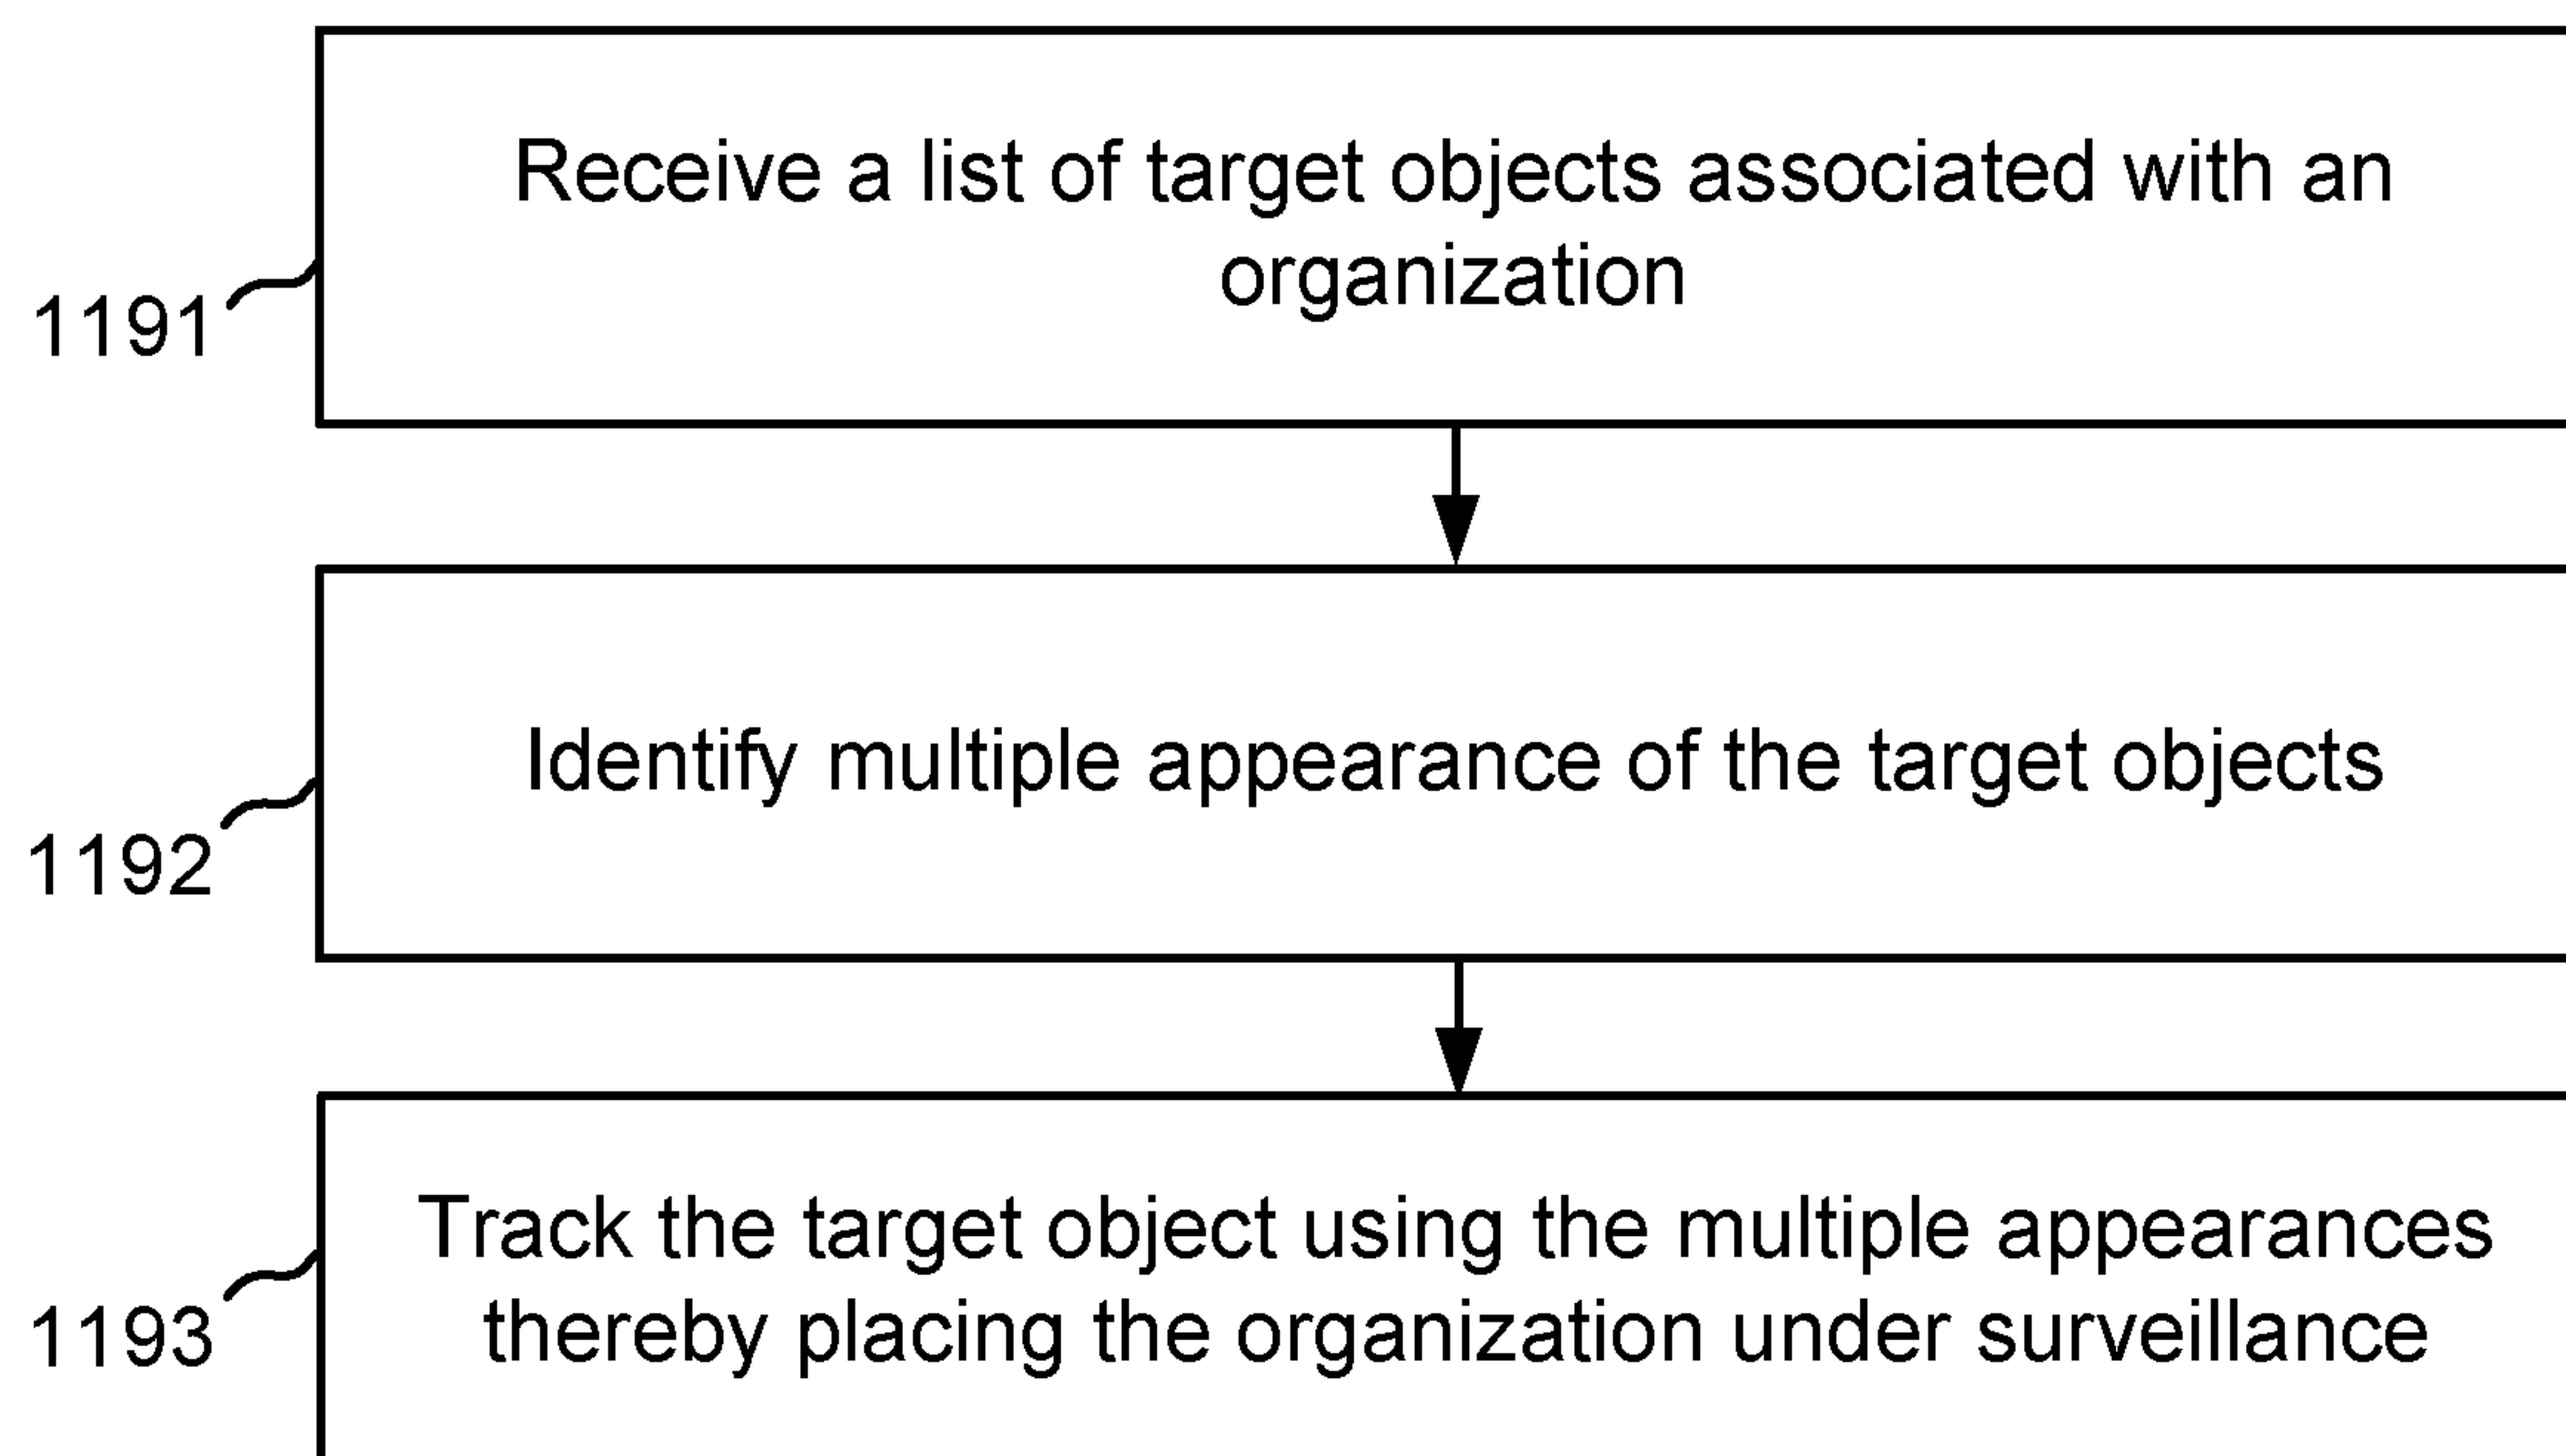 Receive a list of target objects associated with an
organization
1191
Identify multiple appearance of the target objects
1192
Track the target object using the multiple appearances
thereby placing the organization under surveillance
1193